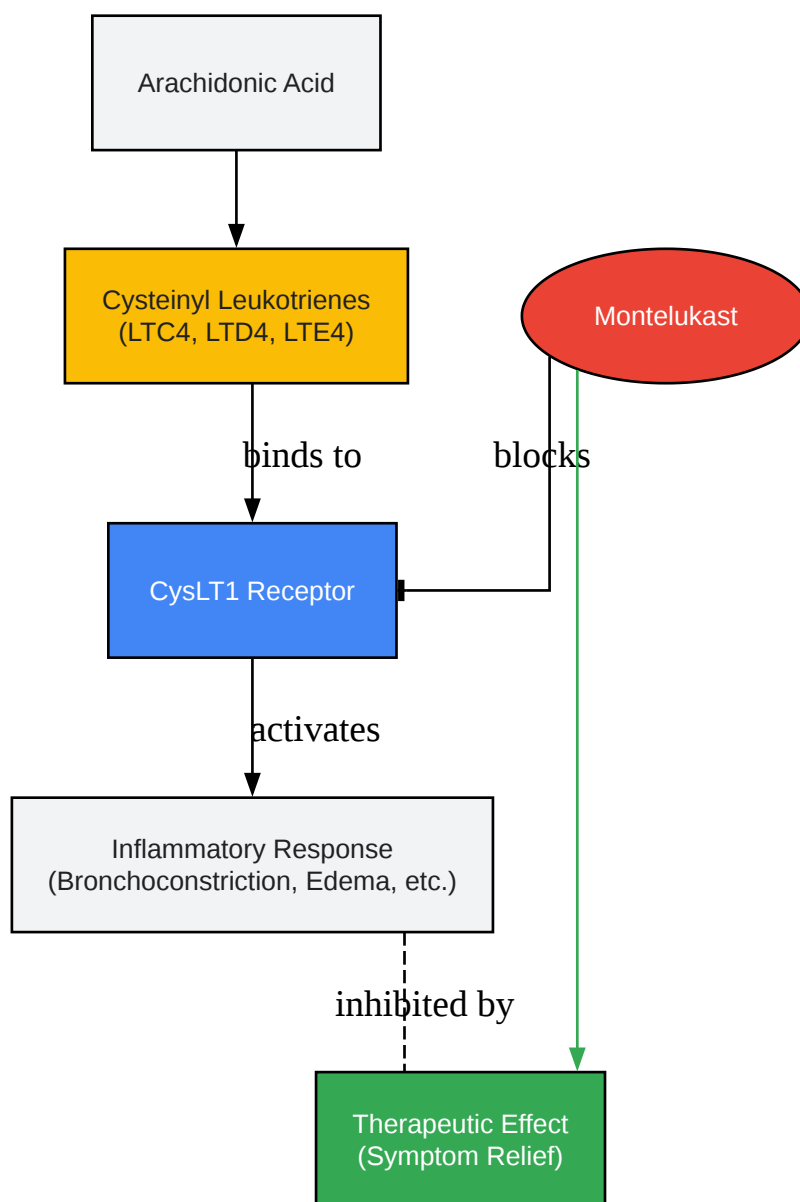 Arachidonic Acid
Cysteinyl Leukotrienes
(LTC4, LTD4, LTE4)
Montelukast
binds to
blocks
CysLT1 Receptor
activates
Inflammatory Response
(Bronchoconstriction, Edema, etc.)
inhibited by
Therapeutic Effect
(Symptom Relief)